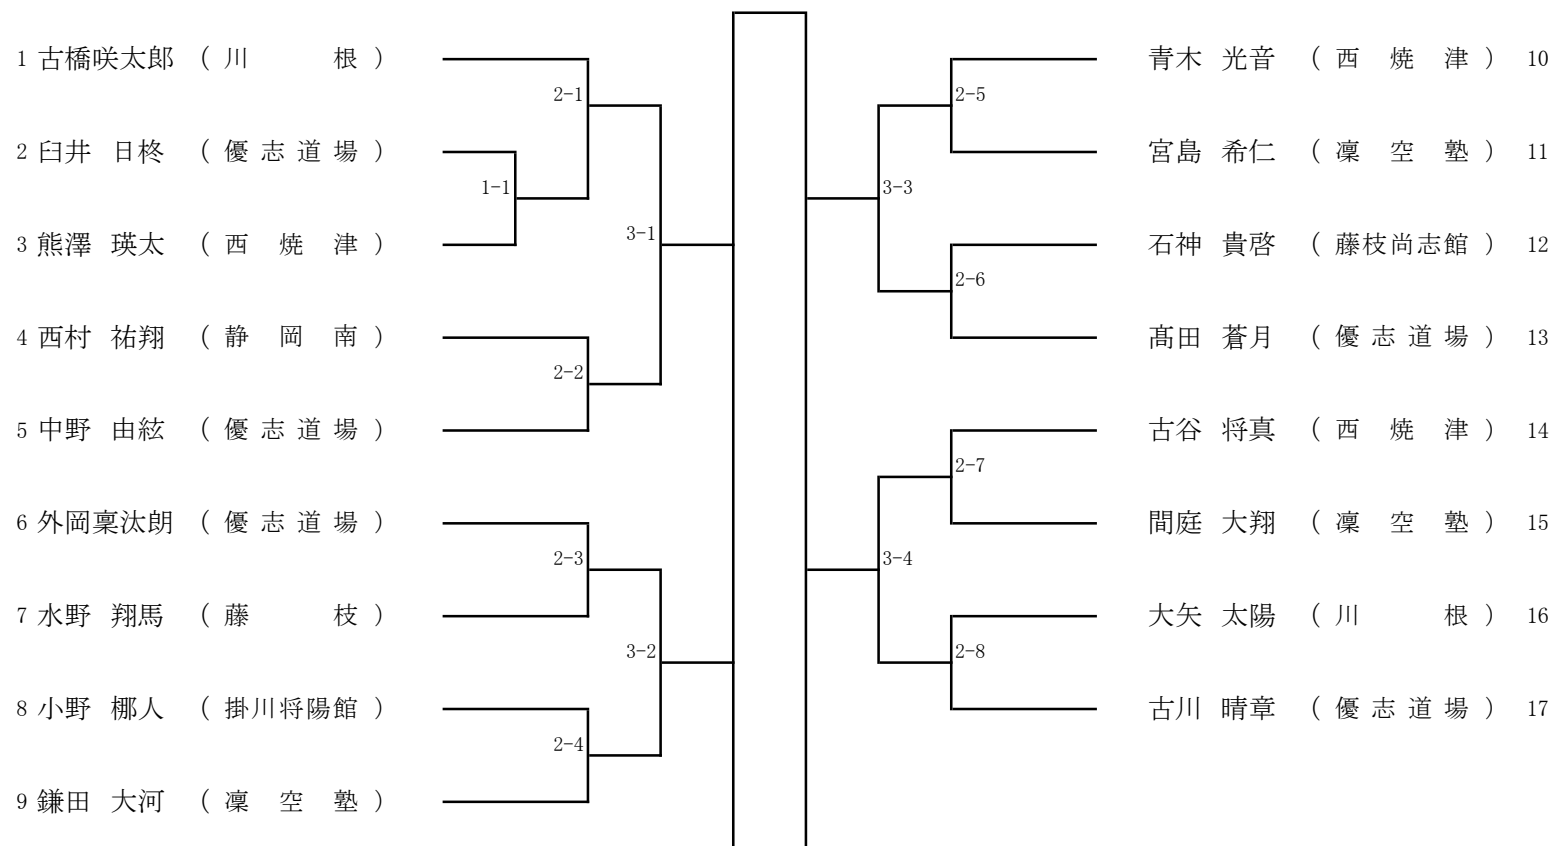 1 古橋咲太郎 （ 川 根 ）
2-1
2 臼井 日柊 （ 優 志 道 場 ）
1-1
3 熊澤 瑛太 （ 西 焼 津 ）
3-1
4 西村 祐翔 （ 静 岡 南 ）
2-2
5 中野 由絃 （ 優 志 道 場 ）
6 外岡稟汰朗 （ 優 志 道 場 ）
2-3
7 水野 翔馬 （ 藤 枝 ）
3-2
8 小野 梛人 （ 掛川将陽館 ）
2-4
9 鎌田 大河 （ 凜 空 塾 ）
青木 光音 （ 西 焼 津 ） 10
2-5
宮島 希仁 （ 凜 空 塾 ） 11
3-3
石神 貴啓 （ 藤枝尚志館 ） 12
2-6
髙田 蒼月 （ 優 志 道 場 ） 13
古谷 将真 （ 西 焼 津 ） 14
2-7
間庭 大翔 （ 凜 空 塾 ） 15
3-4
大矢 太陽 （ 川 根 ） 16
2-8
古川 晴章 （ 優 志 道 場 ） 17